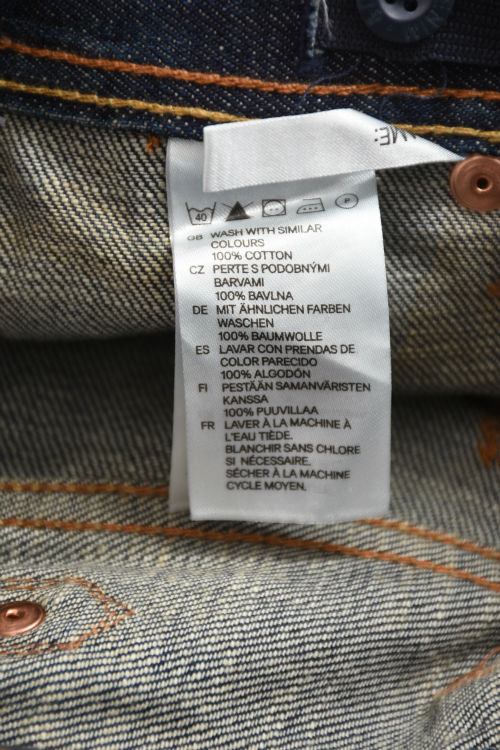 ME:
40
P
GB WASH WITH SIMILAR
COLOURS
100% COTTON
CZ PERTE S PODOBNÝMI
BARVAMI
100% BAVLNA
DE MIT ÄHNLICHEN FARBEN
WASCHEN
100% BAUMWOLLE
ES LAVAR CON PRENDAS DE
COLOR PARECIDO
100% ALGODÓN
FI PESTÄÄN SAMANVÄRISTEN
KANSSA
100% PUUVILLAA
FR LAVER À LA MACHINE À
L'EAU TIÈDE.
BLANCHIR SANS CHLORE
SI NÉCESSAIRE.
SÉCHER À LA MACHINE
CYCLE MOYEN.